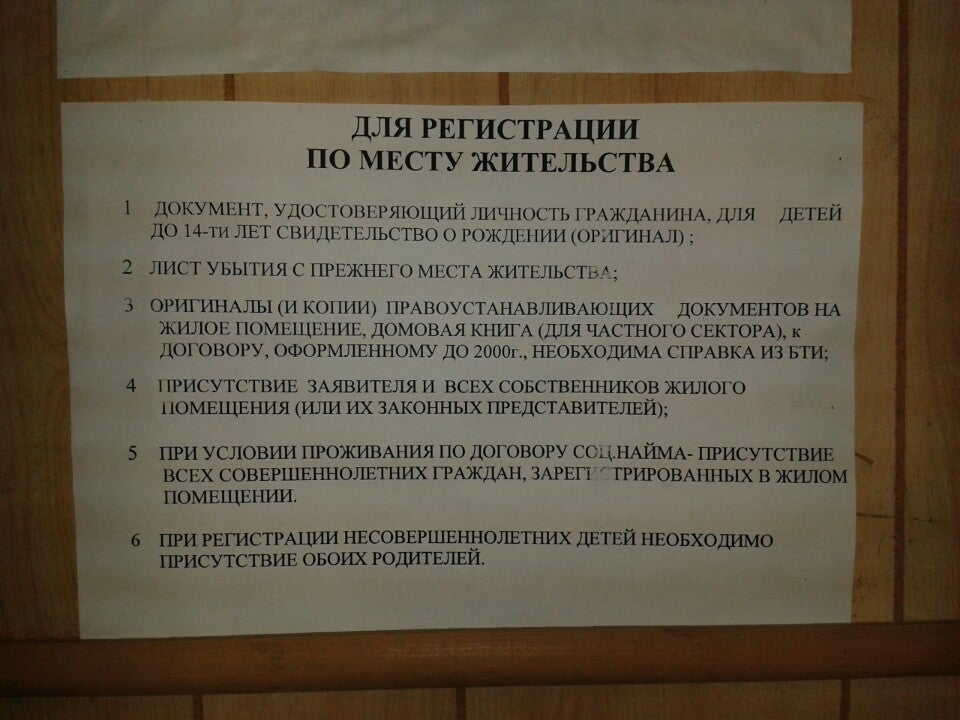 ДЛЯ РЕГИСТРАЦИИ
ПО МЕСТУ ЖИТЕЛЬСТВА
1 ДОКУМЕНТ, УДОСТОВЕРЯЮЩИЙ ЛИЧНОСТЬ ГРАЖДАНИНА, ДЛЯ ДЕТЕЙ
ДО 14-ти ЛЕТ СВИДЕТЕЛЬСТВО О РОЖДЕНИИ (ОРИГИНАЛ) ;
2 ЛИСТ УБЫТИЯ С ПРЕЖНЕГО МЕСТА ЖИТЕЛЬСТВА;
3 ОРИГИНАЛЫ (И КОПИИ) ПРАВОУСТАНАВЛИВАЮЩИХ ДОКУМЕНТОВ НА
ЖИЛОЕ ПОМЕЩЕНИЕ, ДОМОВАЯ КНИГА (ДЛЯ ЧАСТНОГО СЕКТОРА), к
ДОГОВОРУ, ОФОРМЛЕННОМУ ДО 2000г., НЕОБХОДИМА СПРАВКА ИЗ БТИ;
4 ПРИСУТСТВИЕ ЗАЯВИТЕЛЯ И ВСЕХ СОБСТВЕННИКОВ ЖИЛОГО
ПОМЕЩЕНИЯ (ИЛИ ИХ ЗАКОННЫХ ПРЕДСТАВИТЕЛЕЙ);
5 ПРИ УСЛОВИИ ПРОЖИВАНИЯ ПО ДОГОВОРУ СОЦ.НАЙМА- ПРИСУТСТВИЕ
ВСЕХ СОВЕРШЕННОЛЕТНИХ ГРАЖДАН, ЗАРЕГИСТРИРОВАННЫХ В ЖИЛОМ
ПОМЕЩЕНИИ.
6 ПРИ РЕГИСТРАЦИИ НЕСОВЕРШЕННОЛЕТНИХ ДЕТЕЙ НЕОБХОДИМО
ПРИСУТСТВИЕ ОБОИХ РОДИТЕЛЕЙ.